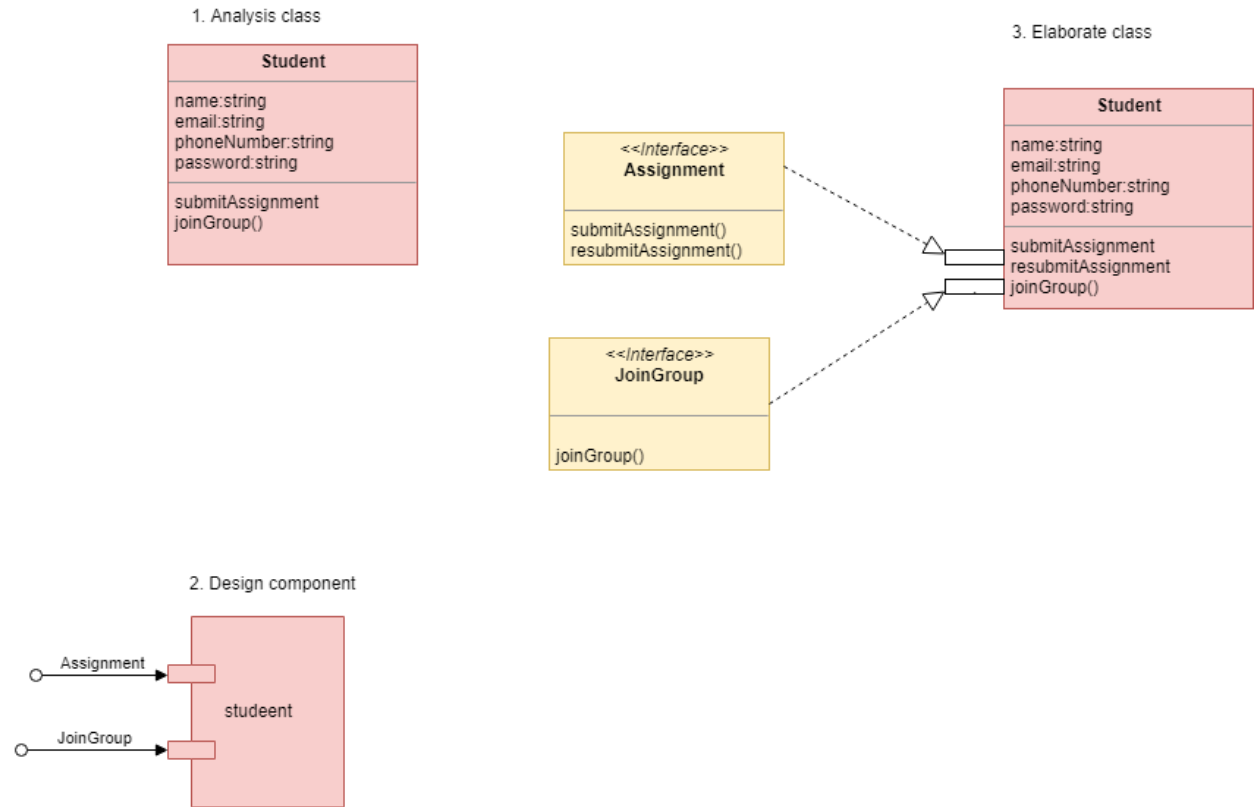 1. Analysis class
Student
name:string
email:string
phoneNumber:string
password:string
submitAssignment
joinGroup()
<<Interface>>
Assignment
submitAssignment()
resubmitAssignment()
<<Interface>>
JoinGroup
joinGroup()
3. Elaborate class
Student
name:string
email:string
phoneNumber:string
password:string
submitAssignment
resubmitAssignment
joinGroup()
2. Design component
Assignment
JoinGroup
studeent